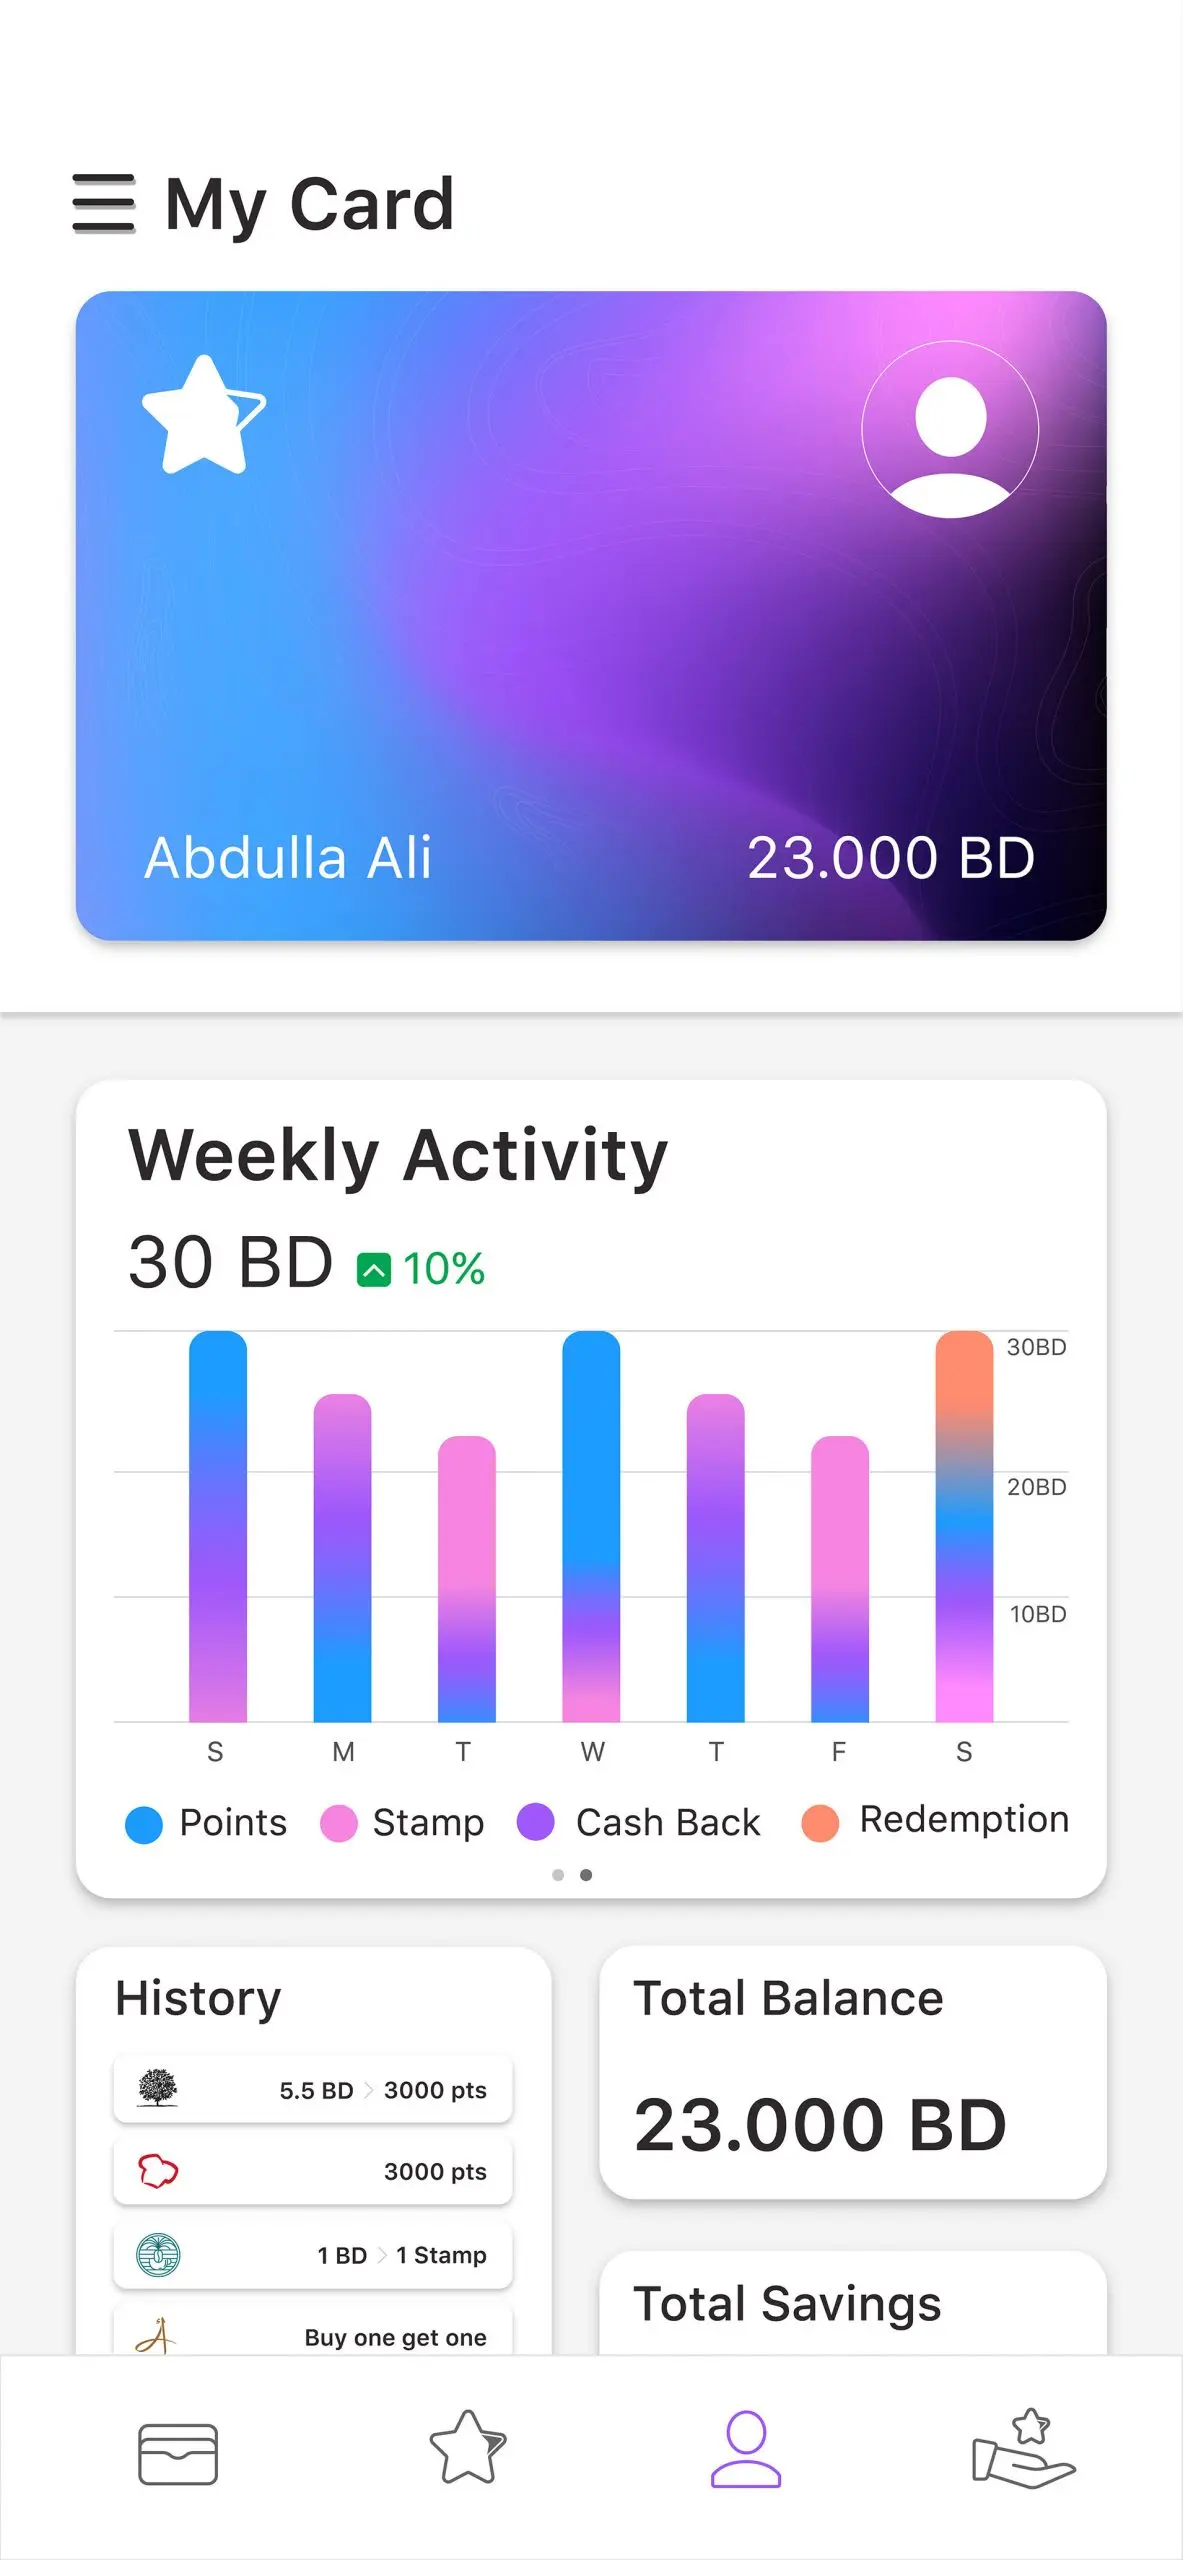 My Card
Abdulla Ali
23.000 BD
Weekly Activity
30 BD 10%
30BD
20BD
10BD
S M T W T F S
Points Stamp Cash Back Redemption
History
5.5 BD > 3000 pts
3000 pts
1 BD > 1 Stamp
Buy one get one
Total Balance
23.000 BD
Total Savings